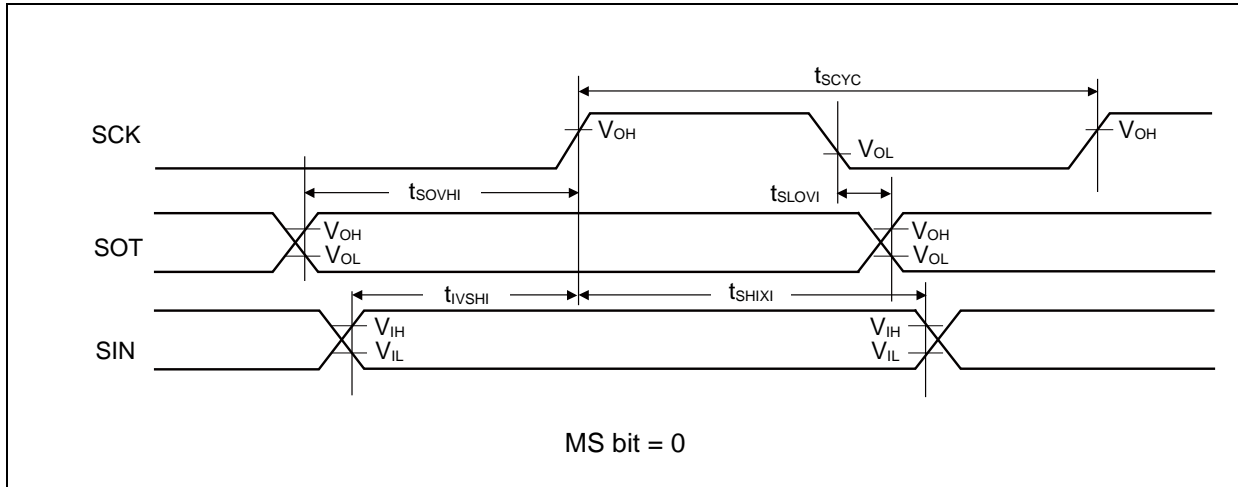 tSCYC
SCK
VOH
VOL
VOH
tSOVHI
tSLOVI
SOT
VOH
VOL
VOH
VOL
tIVSHI
tSHIXI
SIN
VIH
VIL
VIH
VIL
MS bit = 0